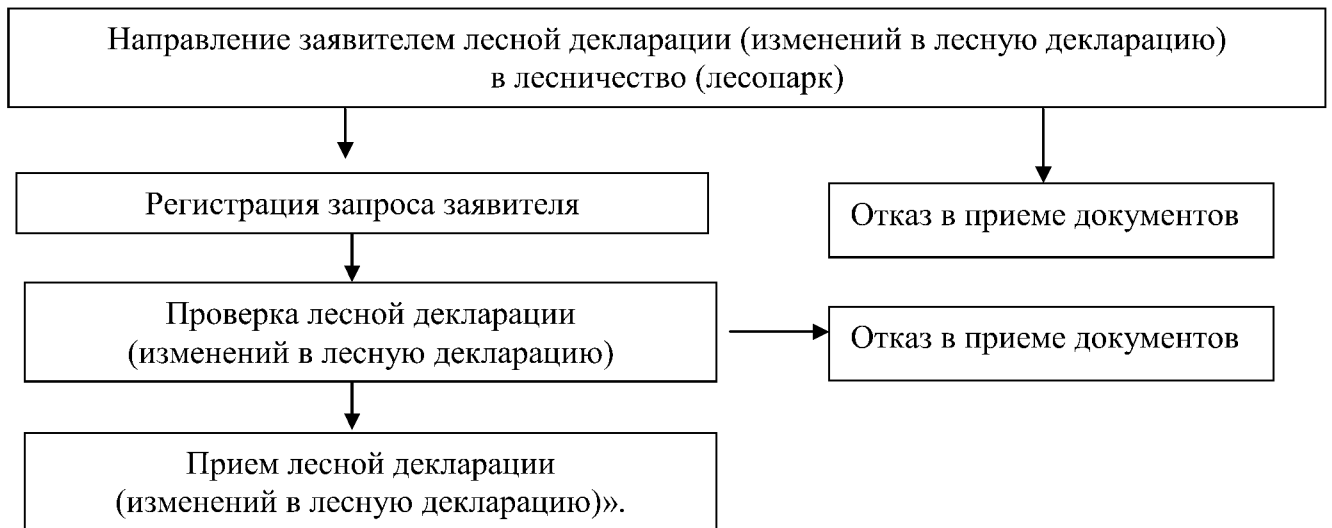 Направление заявителем лесной декларации (изменений в лесную декларацию)
в лесничество (лесопарк)
Регистрация запроса заявителя
Отказ в приеме документов
Проверка лесной декларации
(изменений в лесную декларацию)
Отказ в приеме документов
Прием лесной декларации
(изменений в лесную декларацию)».